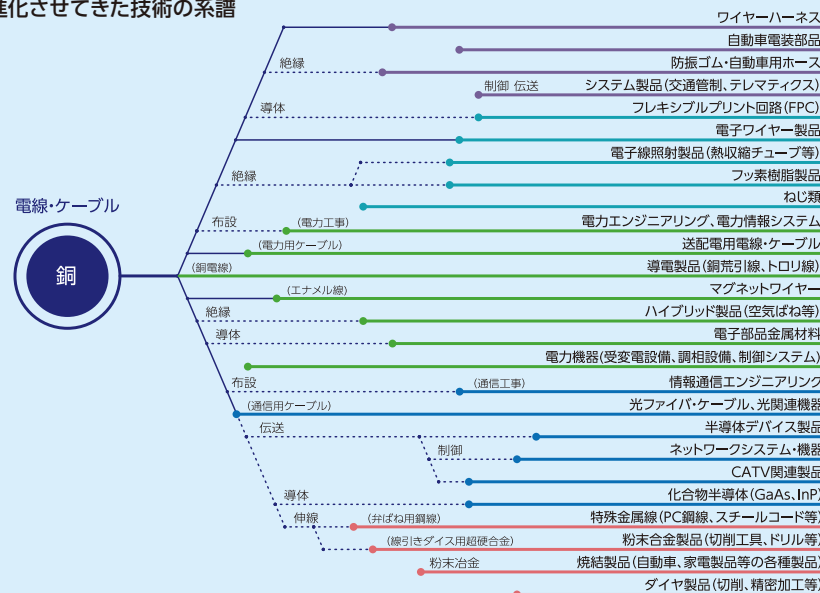 進化させてきた技術の系譜
ワイヤーハーネス
自動車電装部品
絶縁
防振ゴム・自動車用ホース
制御 伝送 システム製品(交通管制、テレマティクス)
導体
フレキシブルプリント回路(FPC)
電子ワイヤー製品
電子線照射製品(熱収縮チューブ等)
絶縁
フッ素樹脂製品
ねじ類
電線・ケーブル
銅
布設 (電力工事) 電力エンジニアリング、電力情報システム
(電力用ケーブル) 送配電用電線・ケーブル
(銅電線) 導電製品(銅荒引線、トロリ線)
(エナメル線) マグネットワイヤー
絶縁 ハイブリッド製品(空気ばね等)
導体 電子部品金属材料
電力機器(受変電設備、調相設備、制御システム)
布設 (通信工事) 情報通信エンジニアリング
(通信用ケーブル) 光ファイバ・ケーブル、光関連機器
伝送 半導体デバイス製品
制御 ネットワークシステム・機器
CATV関連製品
導体 化合物半導体(GaAs、InP)
伸線 (弁ばね用鋼線) 特殊金属線(PC鋼線、スチールコード等)
(線引きダイス用超硬合金) 粉末合金製品(切削工具、ドリル等)
粉末冶金 焼結製品(自動車、家電製品等の各種製品)
ダイヤ製品(切削、精密加工等)